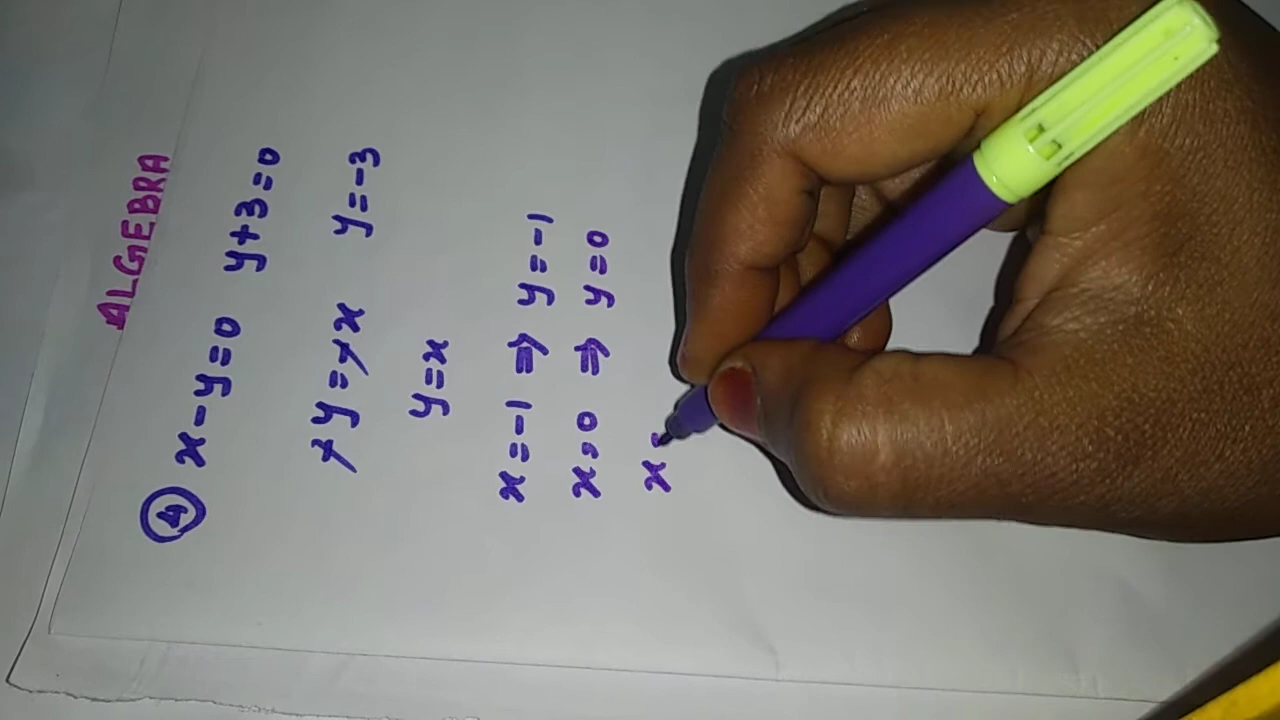 ALGEBRA
④ x-y=0 y+3=0
-y=-x y=-3
y=x
x=-1 ⇒ y=-1
x=0 ⇒ y=0
x